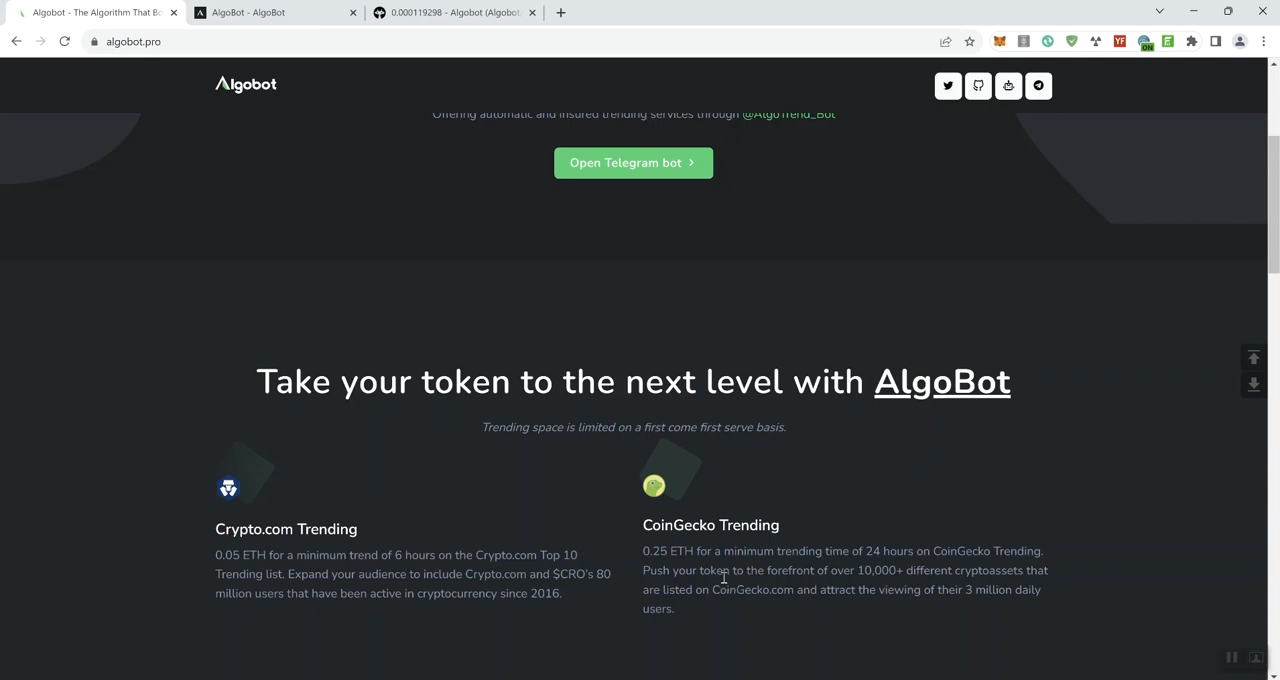 Algobot - The Algorithm That Bo
AlgoBot - AlgoBot
0.000119298 - Algobot (Algobot
algobot.pro
YF
ON
Algobot
Offering automatic and insured trending services through @AlgoTrend_Bot
Open Telegram bot >
Take your token to the next level with AlgoBot
Trending space is limited on a first come first serve basis.
Crypto.com Trending
0.05 ETH for a minimum trend of 6 hours on the Crypto.com Top 10
Trending list. Expand your audience to include Crypto.com and $CRO's 80
million users that have been active in cryptocurrency since 2016.
CoinGecko Trending
0.25 ETH for a minimum trending time of 24 hours on CoinGecko Trending.
Push your token to the forefront of over 10,000+ different cryptoassets that
are listed on CoinGecko.com and attract the viewing of their 3 million daily
users.